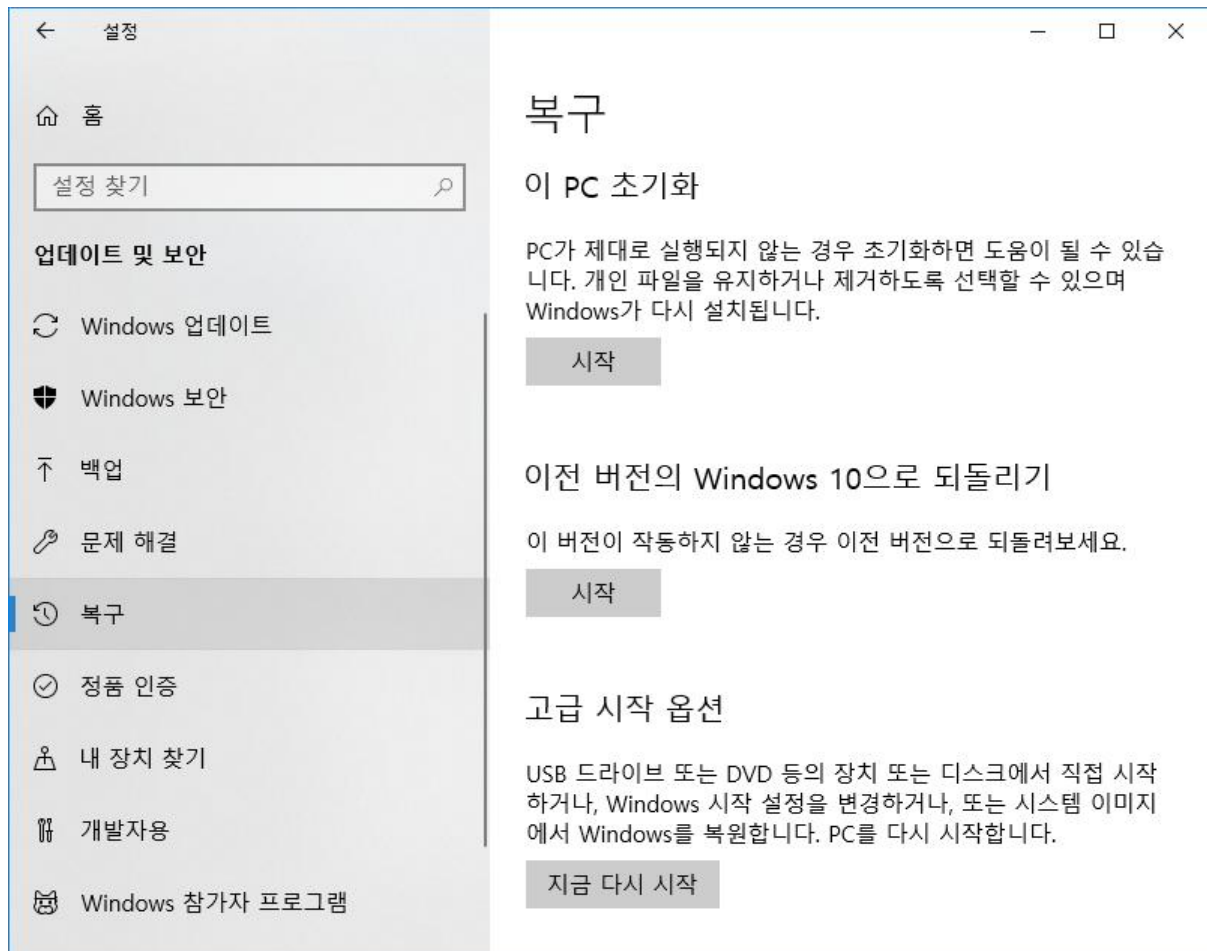 설정
홈
설정 찾기
업데이트 및 보안
Windows 업데이트
Windows 보안
백업
문제 해결
복구
정품 인증
내 장치 찾기
개발자용
Windows 참가자 프로그램
복구
이 PC 초기화
PC가 제대로 실행되지 않는 경우 초기화하면 도움이 될 수 있습
니다. 개인 파일을 유지하거나 제거하도록 선택할 수 있으며
Windows가 다시 설치됩니다.
시작
이전 버전의 Windows 10으로 되돌리기
이 버전이 작동하지 않는 경우 이전 버전으로 되돌려보세요.
시작
고급 시작 옵션
USB 드라이브 또는 DVD 등의 장치 또는 디스크에서 직접 시작
하거나, Windows 시작 설정을 변경하거나, 또는 시스템 이미지
에서 Windows를 복원합니다. PC를 다시 시작합니다.
지금 다시 시작